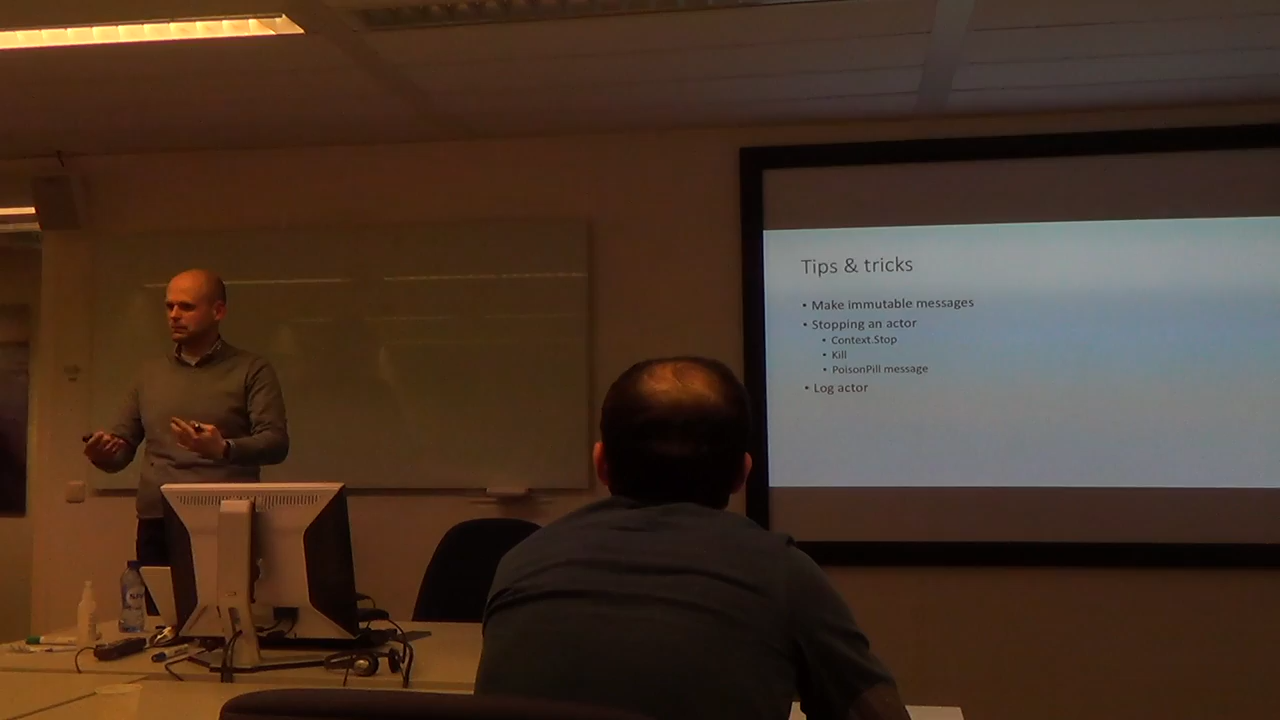 Tips & tricks
• Make immutable messages
• Stopping an actor
• Context.Stop
• Kill
• PoisonPill message
• Log actor